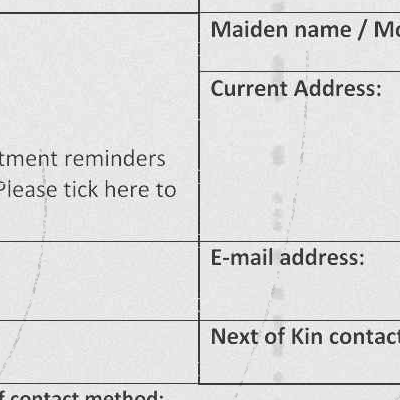 Maiden name / Mo
Current Address:
tment reminders
Please tick here to
E-mail address:
Next of Kin contact
f contact method: